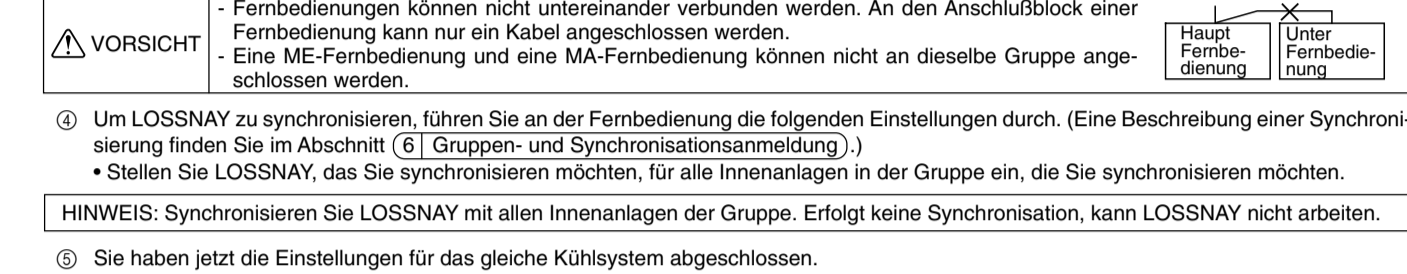 - Fernbedienungen können nicht untereinander verbunden werden. An den Anschlußblock einer
Fernbedienung kann nur ein Kabel angeschlossen werden.
VORSICHT
- Eine ME-Fernbedienung und eine MA-Fernbedienung können nicht an dieselbe Gruppe ange-
schlossen werden.
Haupt
Fernbe-
dienung
Unter
Fernbedie-
nung
④ Um LOSSNAY zu synchronisieren, führen Sie an der Fernbedienung die folgenden Einstellungen durch. (Eine Beschreibung einer Synchroni-
sierung finden Sie im Abschnitt 6 Gruppen- und Synchronisationsanmeldung.)
• Stellen Sie LOSSNAY, das Sie synchronisieren möchten, für alle Innenanlagen in der Gruppe ein, die Sie synchronisieren möchten.
HINWEIS: Synchronisieren Sie LOSSNAY mit allen Innenanlagen der Gruppe. Erfolgt keine Synchronisation, kann LOSSNAY nicht arbeiten.
⑤ Sie haben jetzt die Einstellungen für das gleiche Kühlsystem abgeschlossen.